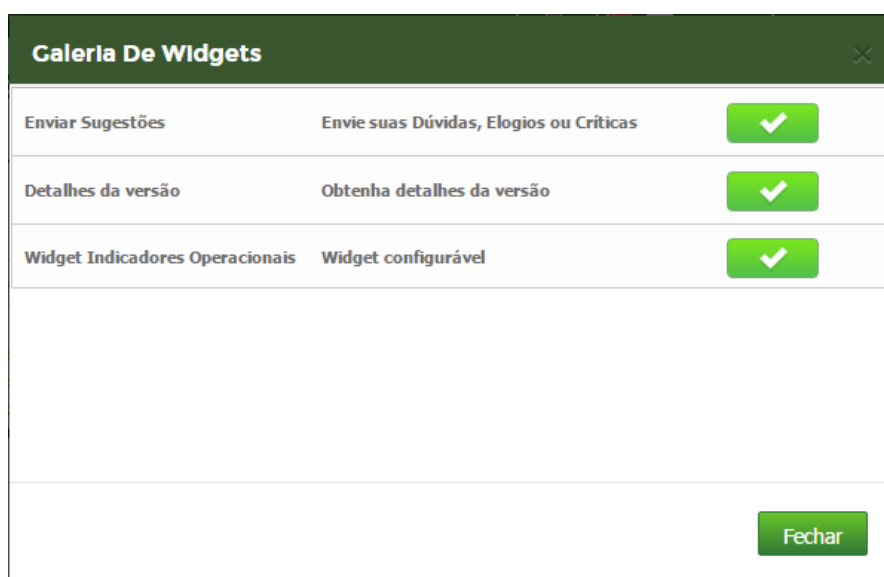 Galeria De Widgets
Enviar Sugestões Envie suas Dúvidas, Elogios ou Críticas
Detalhes da versão Obtenha detalhes da versão
Widget Indicadores Operacionais Widget configurável
Fechar